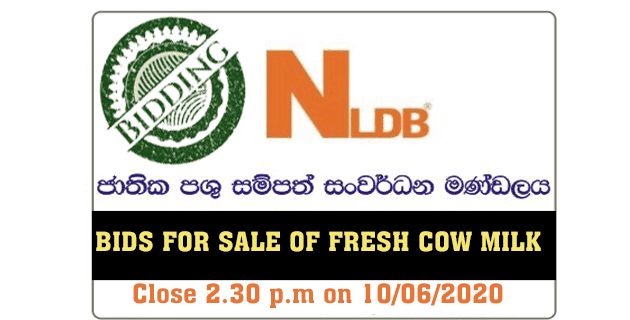 BIDDING
NLDB®
ජාතික පශු සම්පත් සංවර්ධන මණ්ඩලය
BIDS FOR SALE OF FRESH COW MILK
Close 2.30 p.m on 10/06/2020